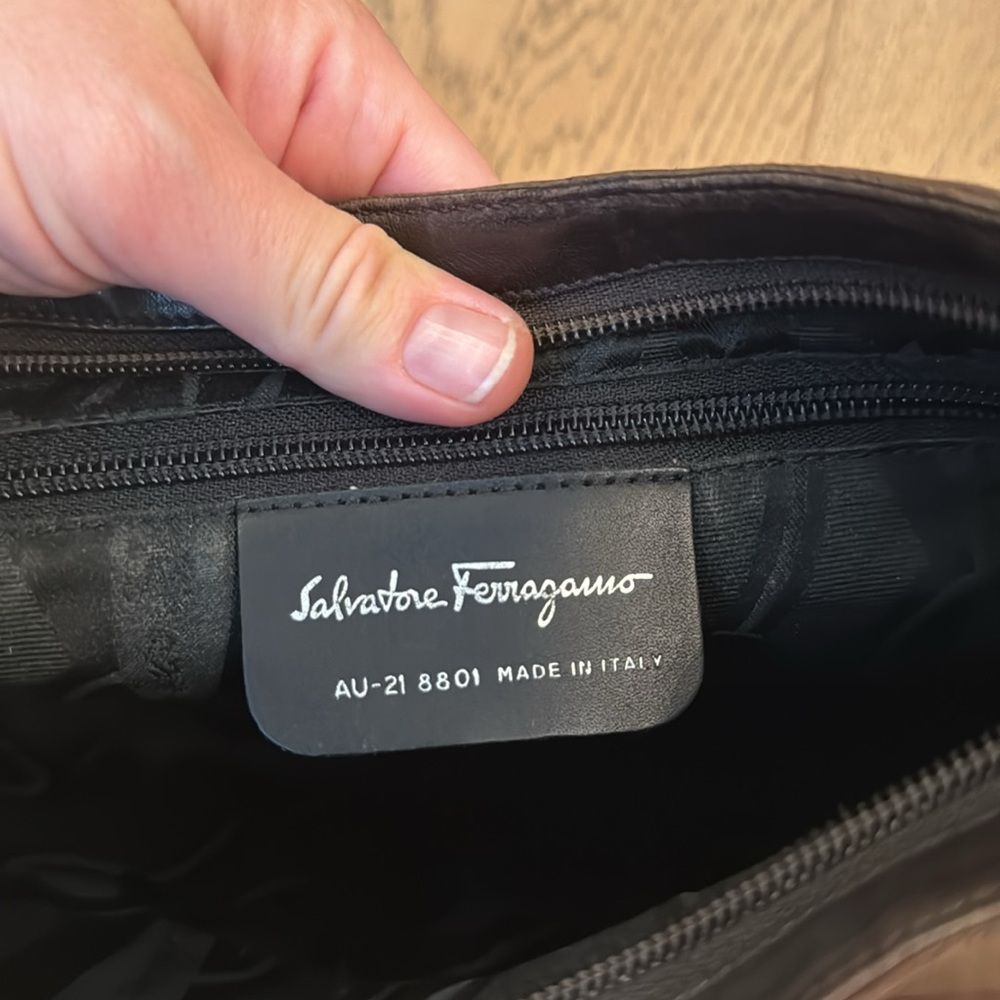 Salvatore Ferragamo
AU-21 8801 MADE IN ITALY